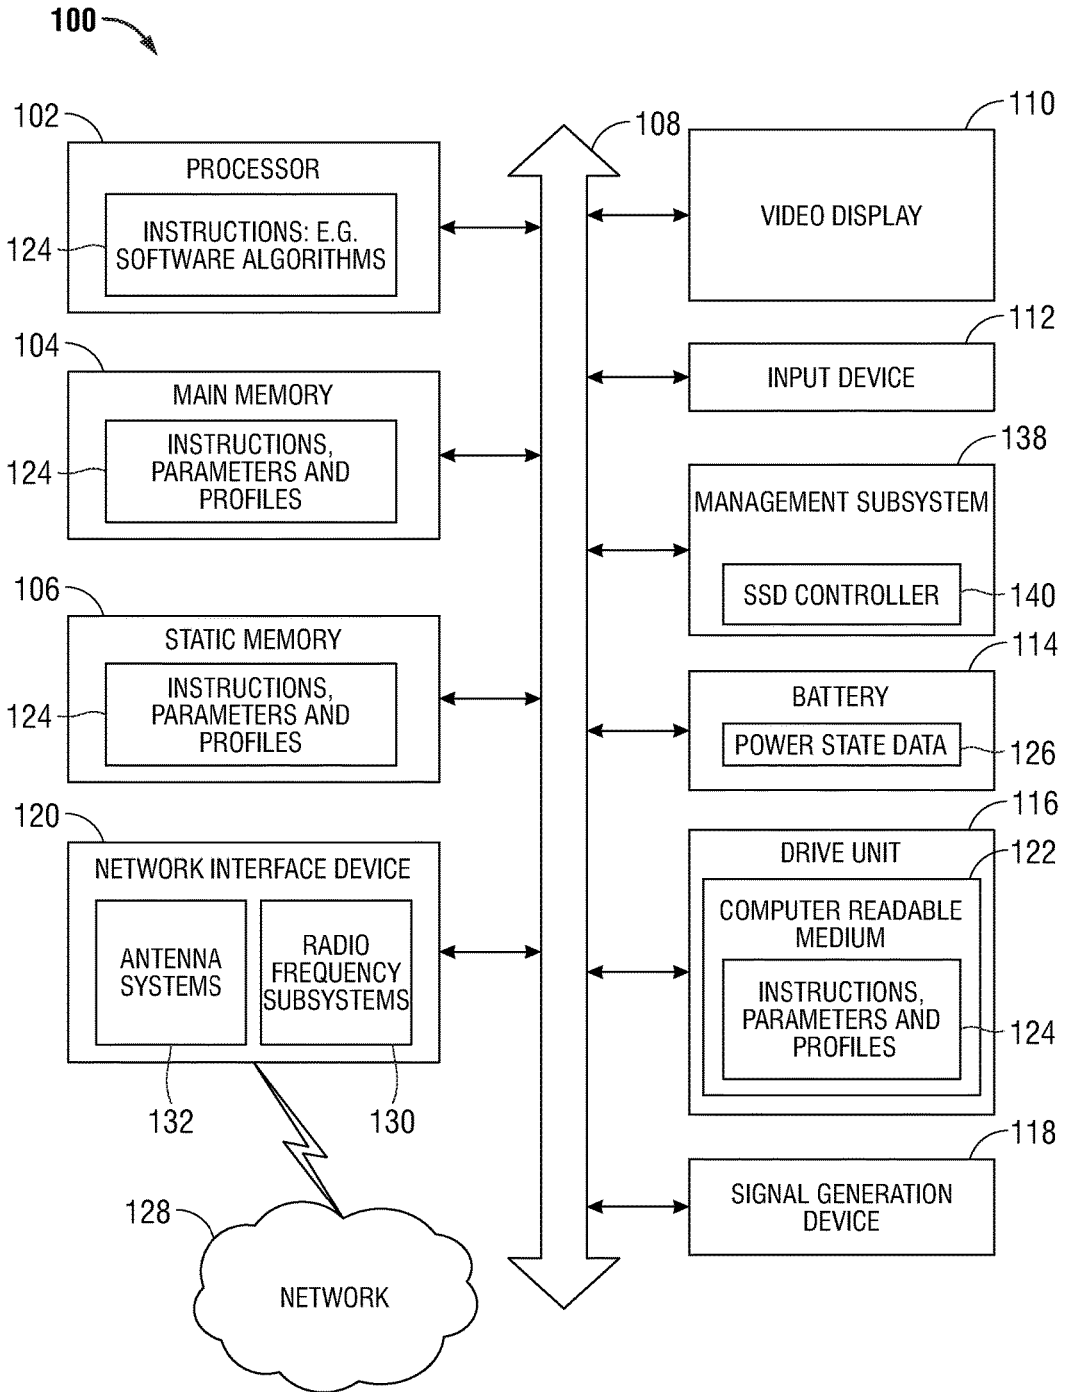 100
102
PROCESSOR
124
INSTRUCTIONS: E.G.
SOFTWARE ALGORITHMS
104
MAIN MEMORY
124
INSTRUCTIONS,
PARAMETERS AND
PROFILES
106
STATIC MEMORY
124
INSTRUCTIONS,
PARAMETERS AND
PROFILES
120
NETWORK INTERFACE DEVICE
ANTENNA
SYSTEMS
RADIO
FREQUENCY
SUBSYSTEMS
132
130
128
NETWORK
108
110
VIDEO DISPLAY
112
INPUT DEVICE
138
MANAGEMENT SUBSYSTEM
SSD CONTROLLER
140
114
BATTERY
POWER STATE DATA
126
116
DRIVE UNIT
122
COMPUTER READABLE
MEDIUM
INSTRUCTIONS,
PARAMETERS AND
PROFILES
124
118
SIGNAL GENERATION
DEVICE